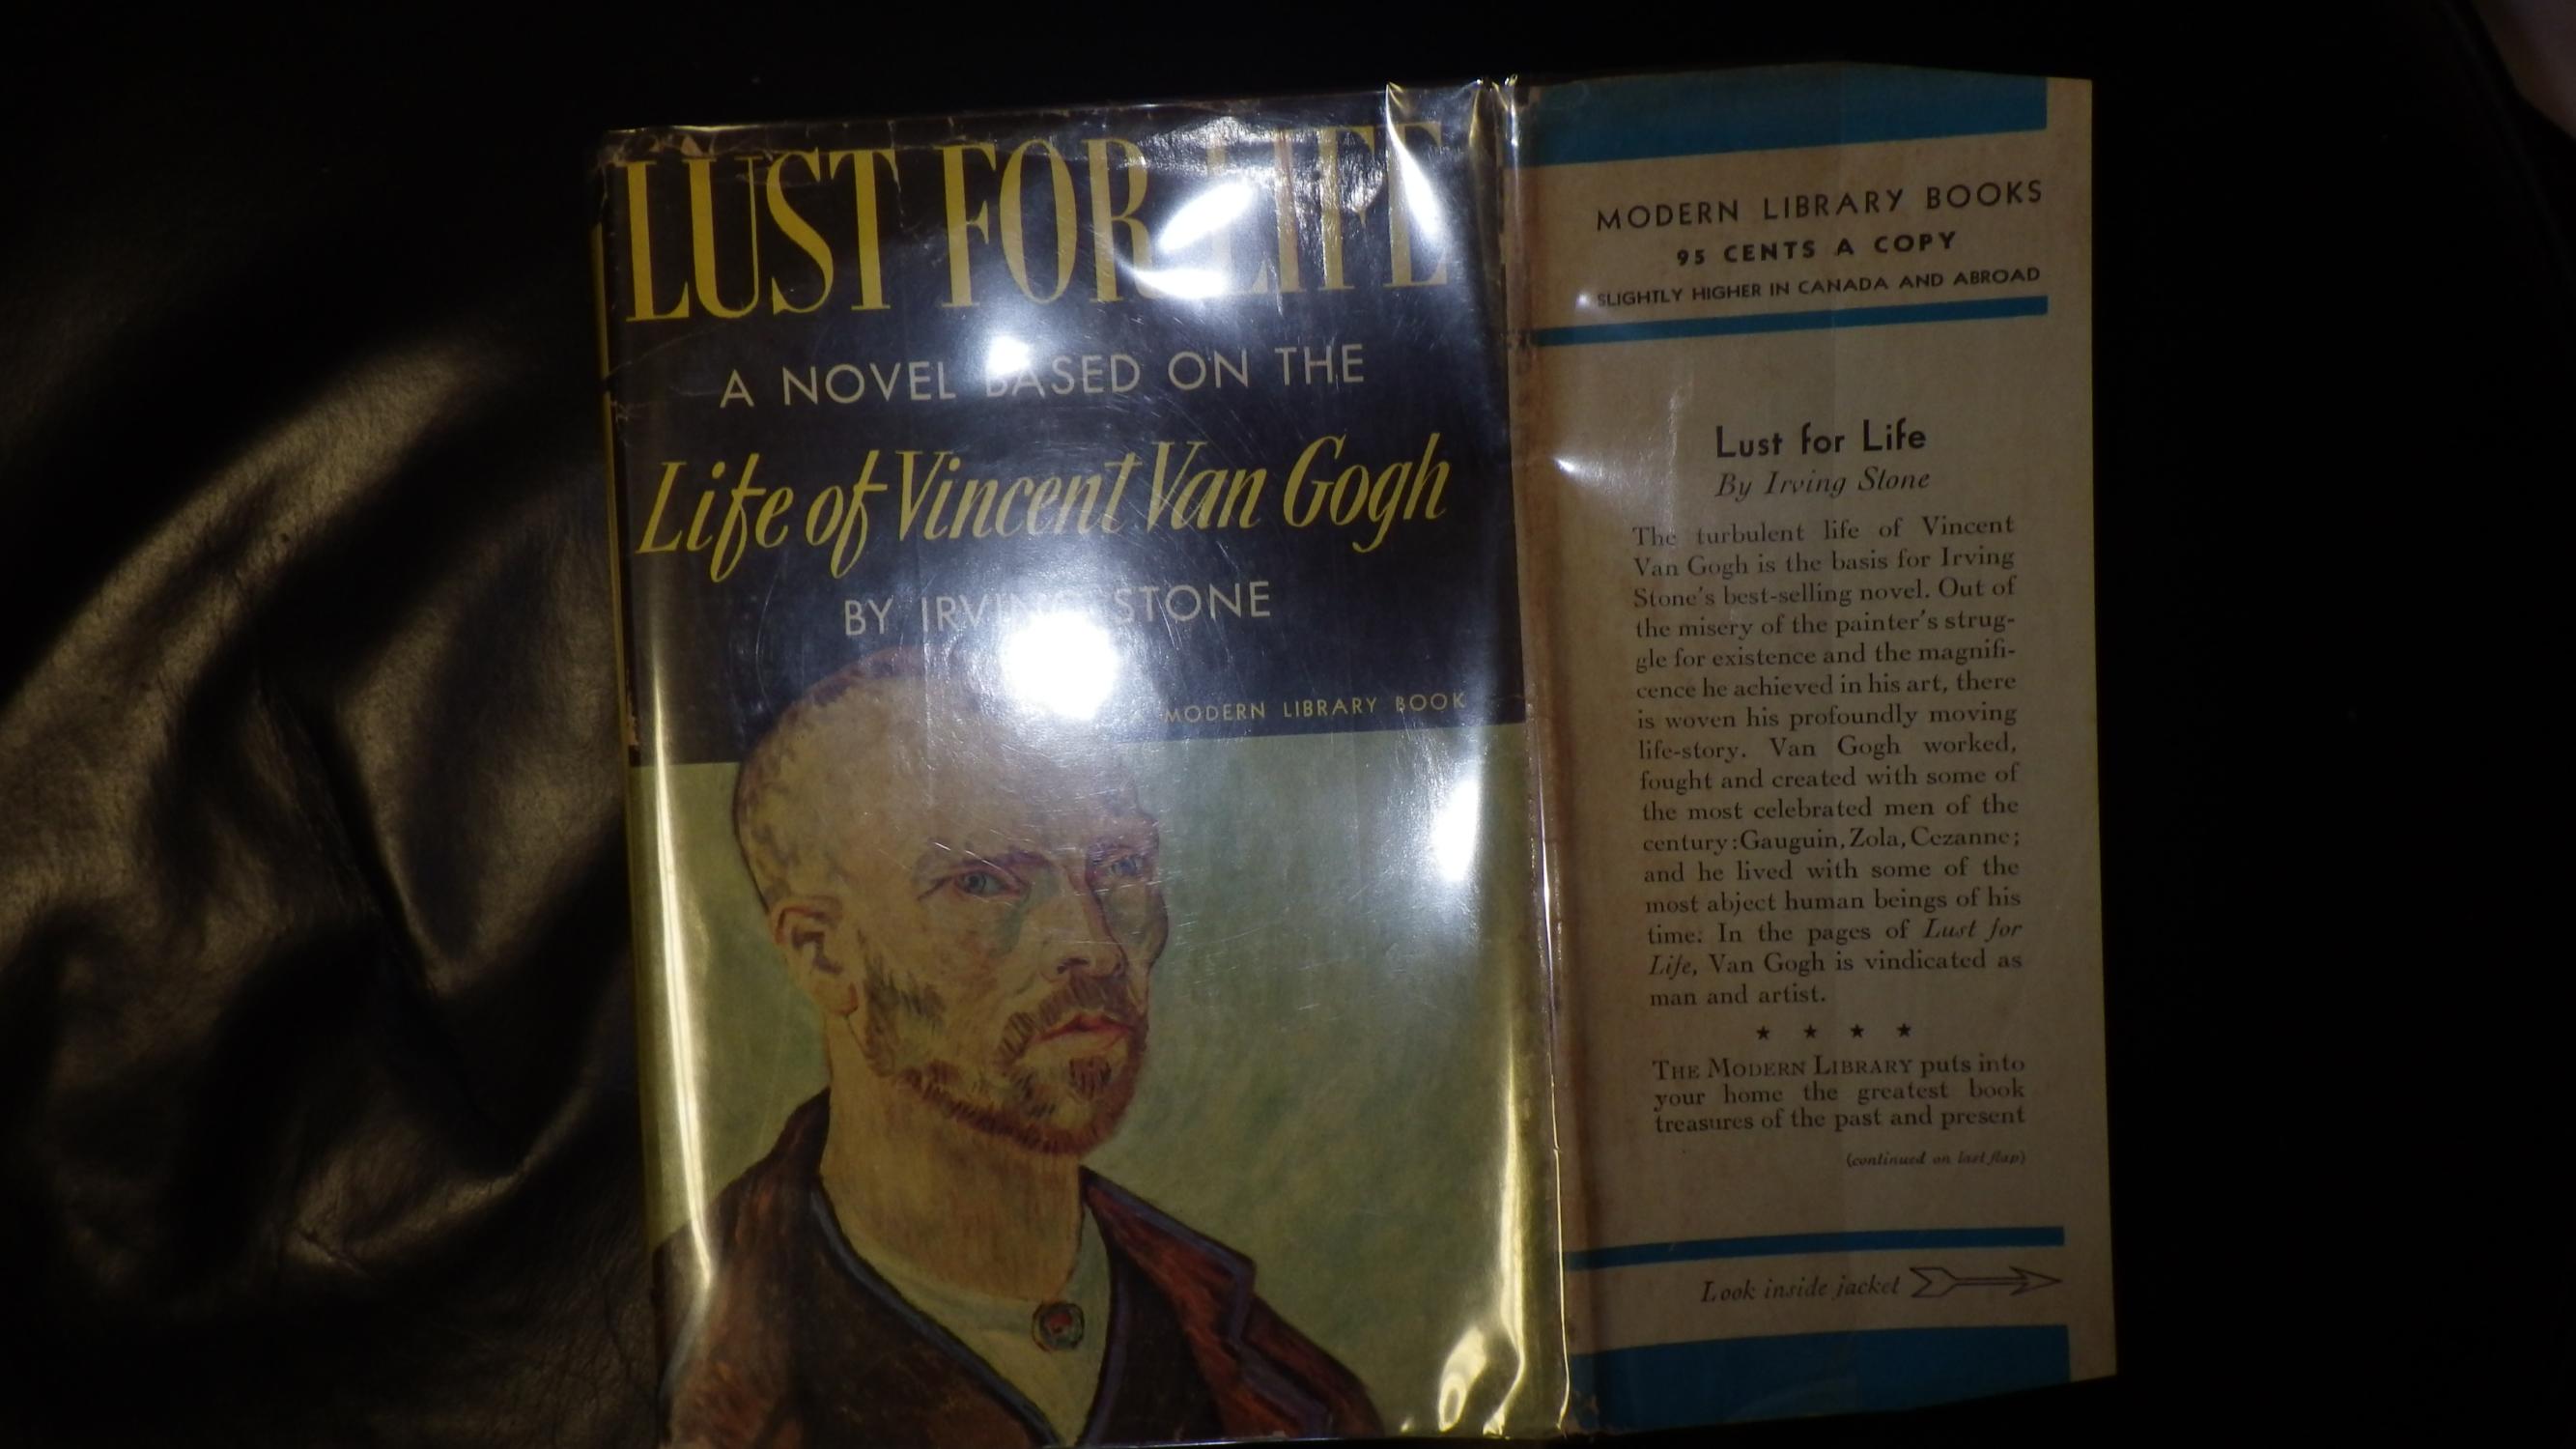 LUST FOR LIFE
A NOVEL BASED ON THE
Life of Vincent Van Gogh
BY IRVING STONE
MODERN LIBRARY BOOK
MODERN LIBRARY BOOKS
95 CENTS A COPY
SLIGHTLY HIGHER IN CANADA AND ABROAD
Lust for Life
By Irving Stone
The turbulent life of Vincent
Van Gogh is the basis for Irving
Stone's best-selling novel. Out of
the misery of the painter's strug-
gle for existence and the magnifi-
cence he achieved in his art, there
is woven his profoundly moving
life-story. Van Gogh worked,
fought and created with some of
the most celebrated men of the
century: Gauguin, Zola, Cezanne;
and he lived with some of the
most abject human beings of his
time. In the pages of Lust for
Life, Van Gogh is vindicated as
man and artist.
★ ★ ★ ★
THE MODERN LIBRARY puts into
your home the greatest book
treasures of the past and present
(continued on last flap)
Look inside jacket